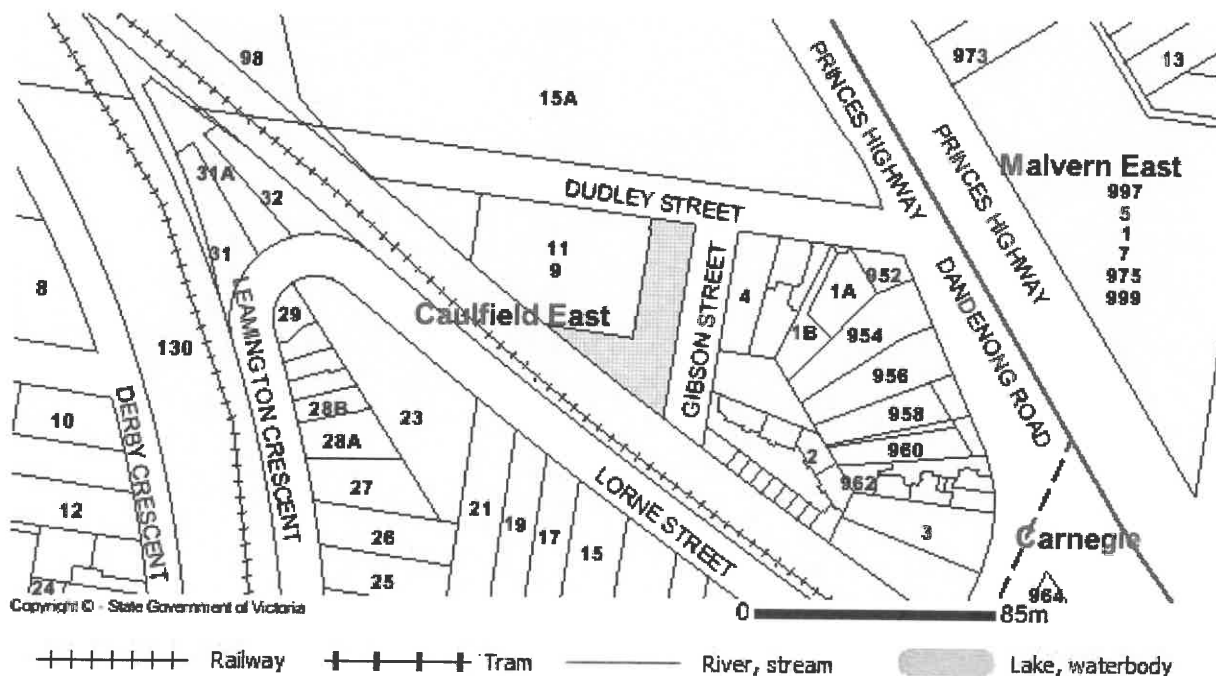 98
15A
PRINCES HIGHWAY
973
13
PRINCES HIGHWAY
Malvern East
997
5
1
7
975
999
31A
32
DUDLEY STREET
11
9
31
8
LEAMINGTON CRESCENT
29
Caulfield East
GIBSON STREET
4
1A
952
1B
954
DANDENONG ROAD
130
956
28B
23
958
10
DERBY CRESCENT
28A
960
2
27
21
LORNE STREET
962
12
19
17
26
15
3
Carnegie
24
25
964
Copyright © - State Government of Victoria
0
85m
Railway
Tram
River, stream
Lake, waterbody